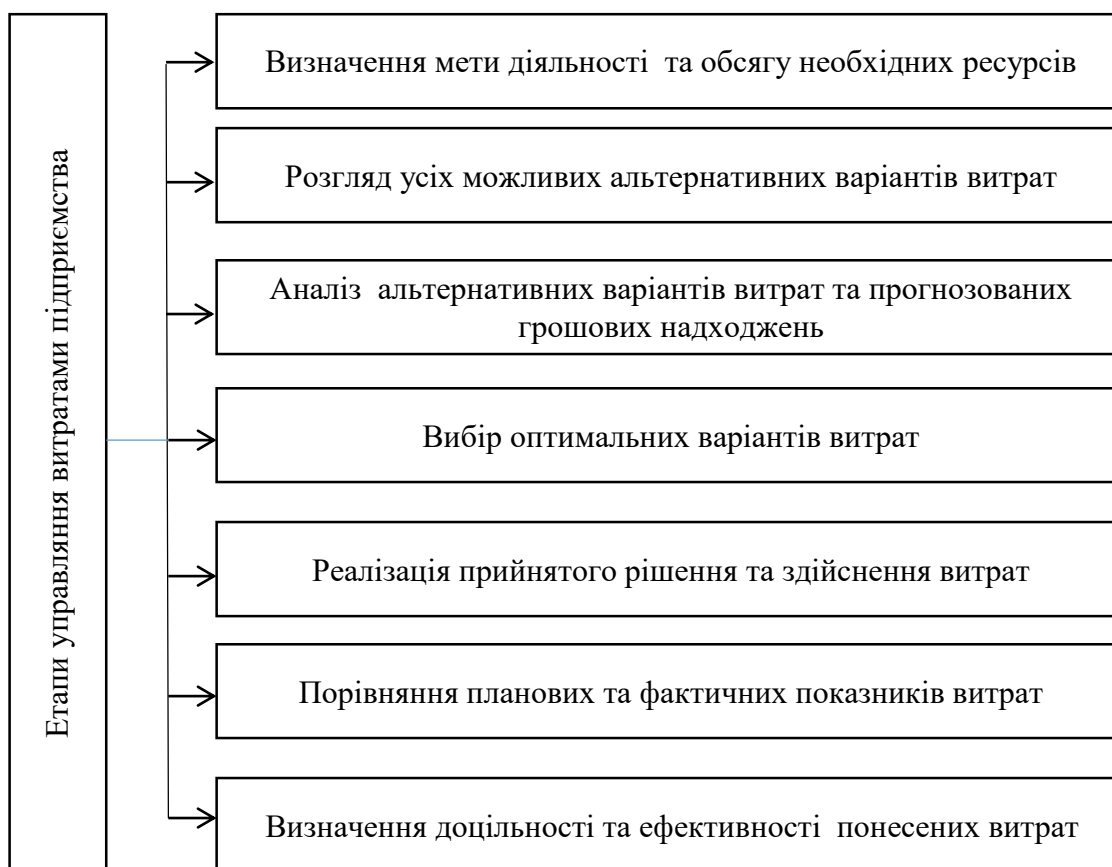 Етапи управління витратами підприємства
Визначення мети діяльності та обсягу необхідних ресурсів
Розгляд усіх можливих альтернативних варіантів витрат
Аналіз альтернативних варіантів витрат та прогнозованих
грошових надходжень
Вибір оптимальних варіантів витрат
Реалізація прийнятого рішення та здійснення витрат
Порівняння планових та фактичних показників витрат
Визначення доцільності та ефективності понесених витрат